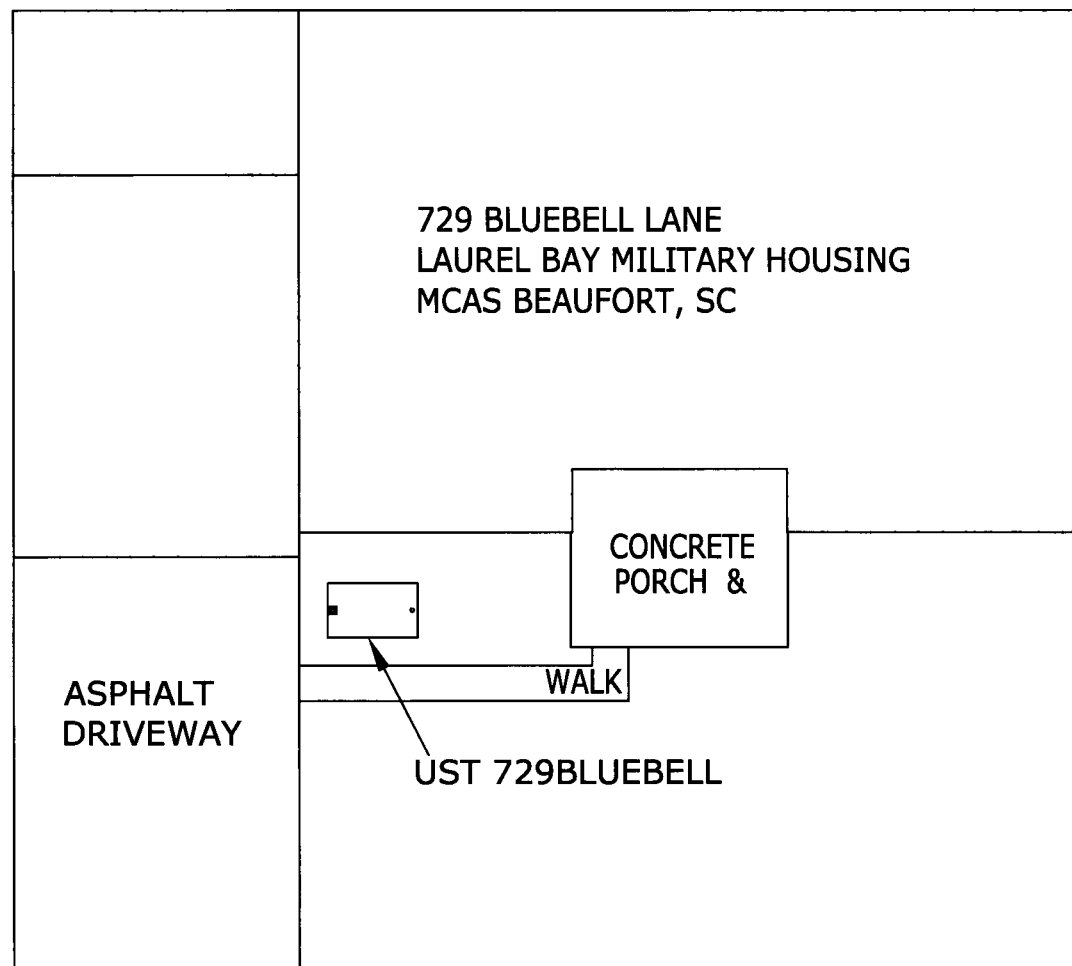 729 BLUEBELL LANE
LAUREL BAY MILITARY HOUSING
MCAS BEAUFORT, SC
CONCRETE
PORCH &
WALK
ASPHALT
DRIVEWAY
UST 729BLUEBELL